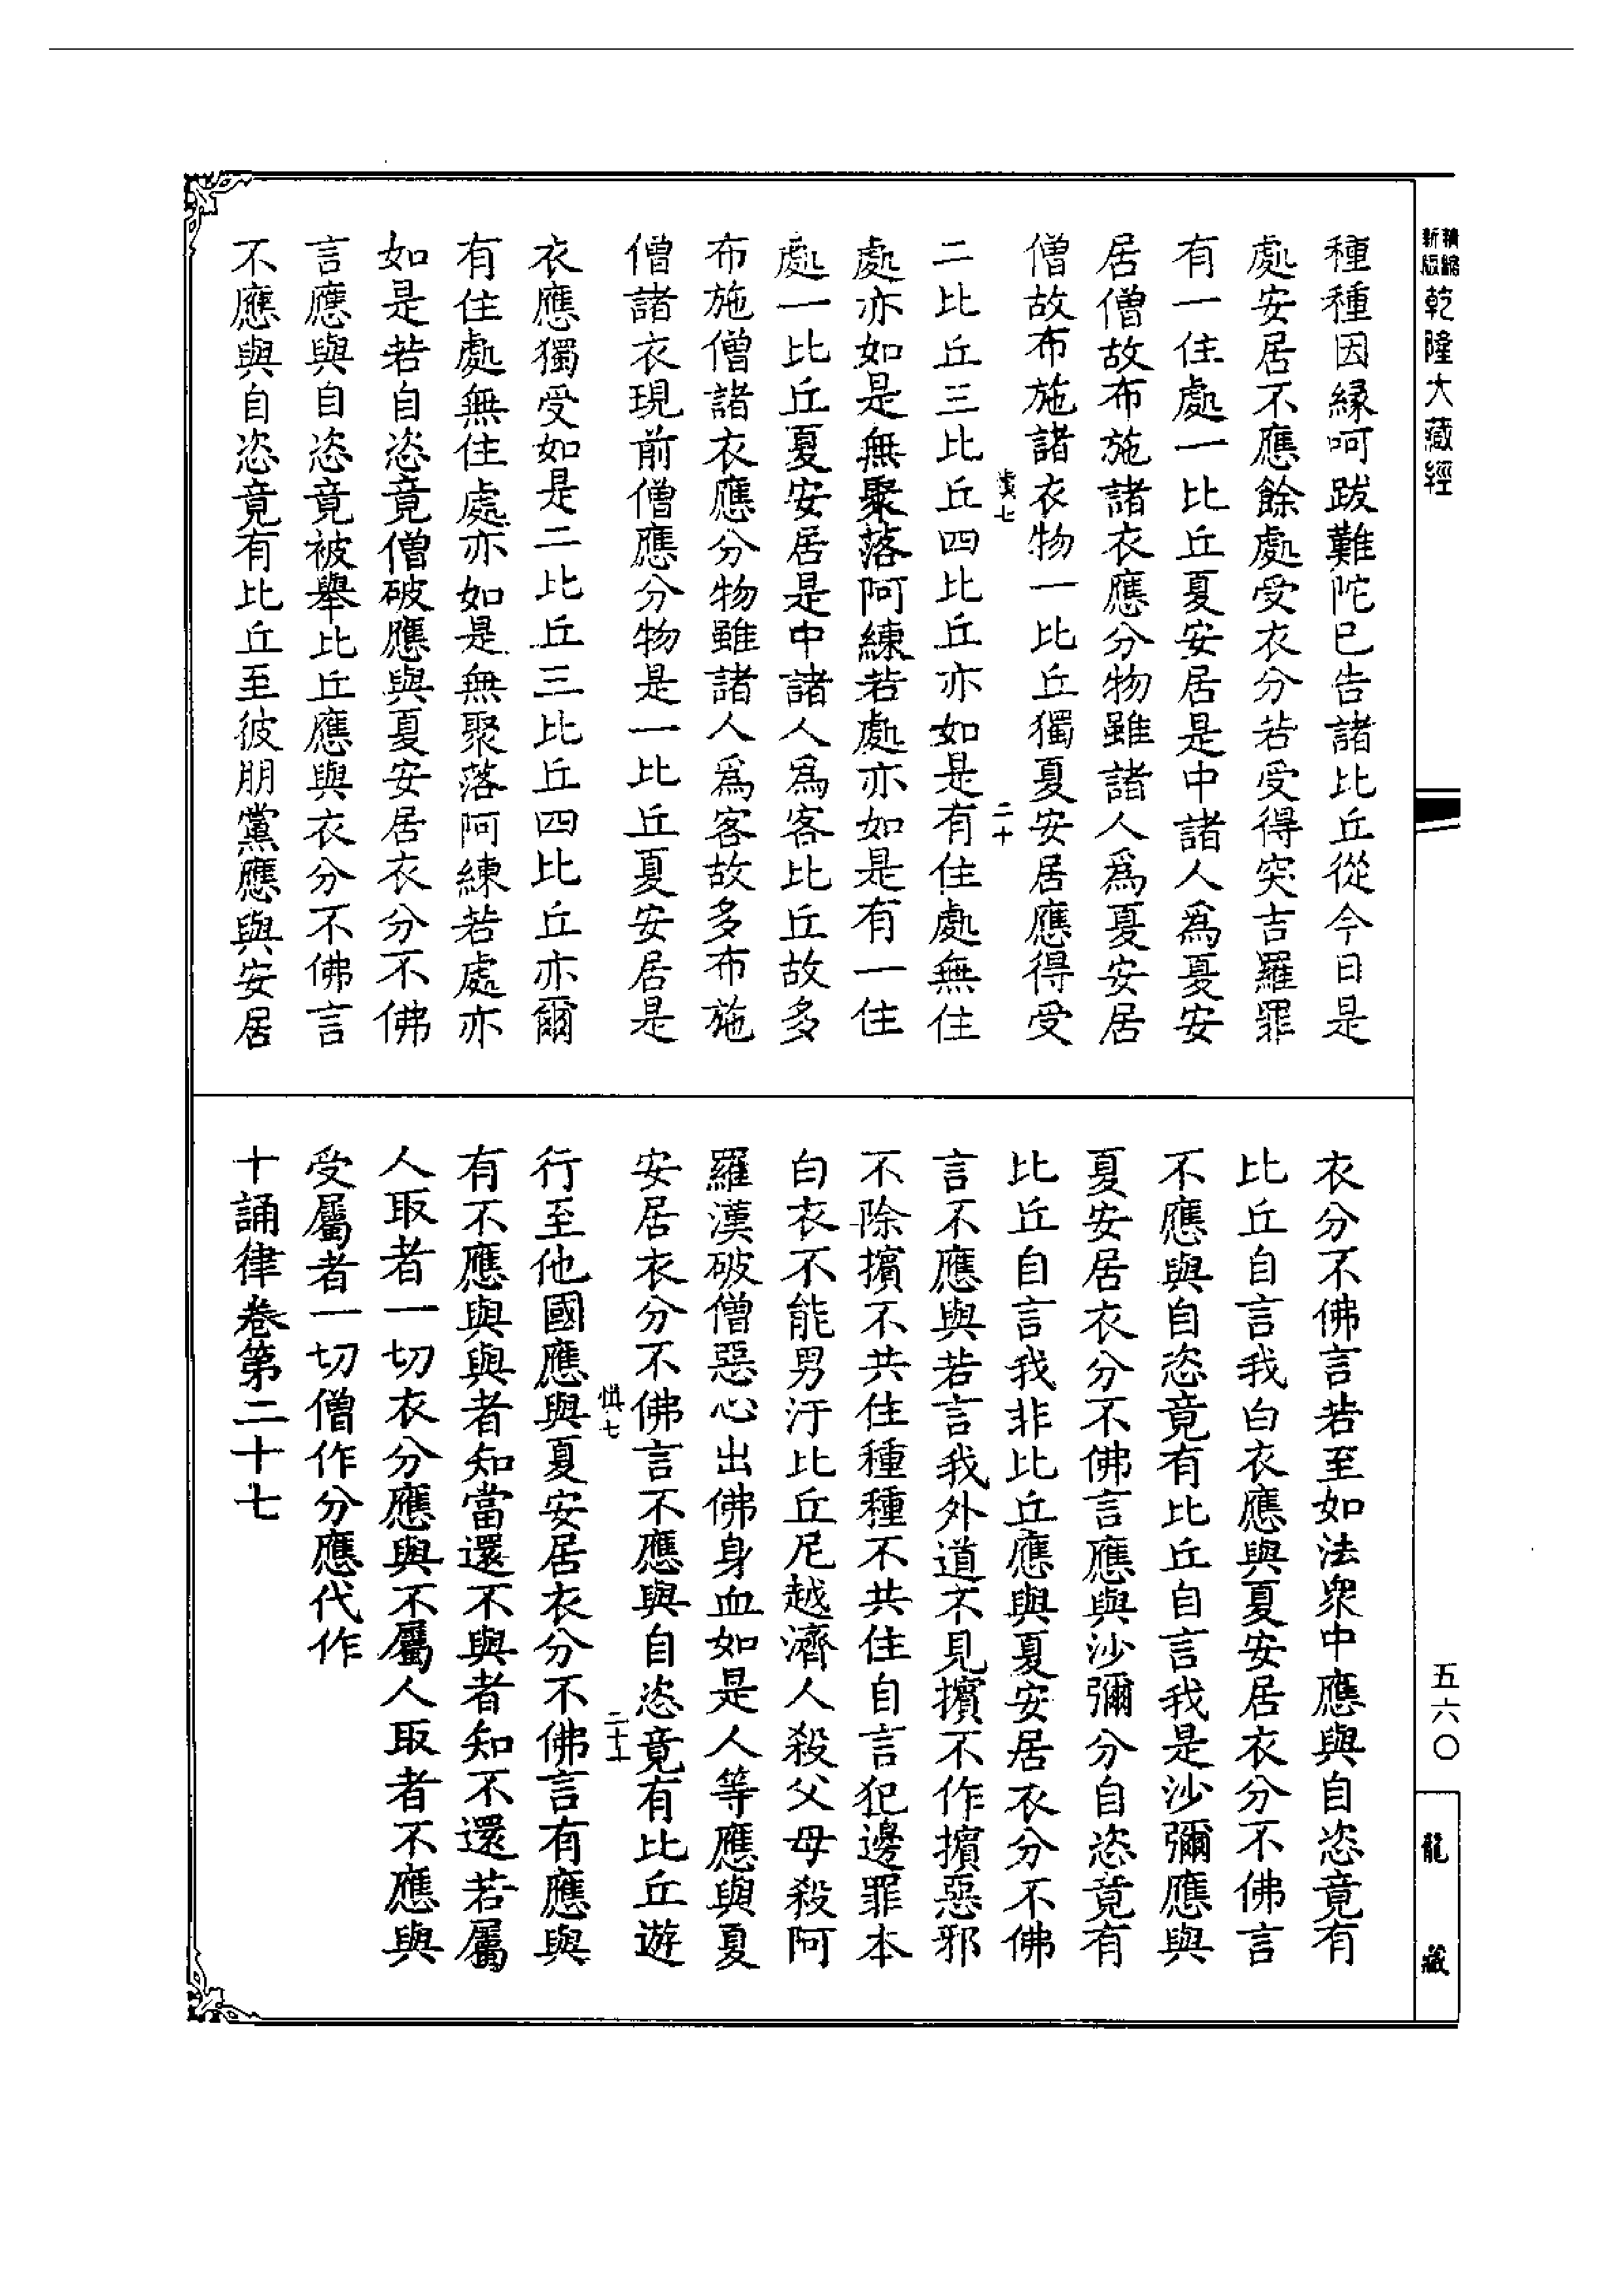 精縮新版乾隆大藏經
種種因緣呵跋難陀已告諸比丘從今日是
處安居不應餘處受衣分若受得突吉羅罪
有一住處一比丘夏安居是中諸人爲夏安
居僧故布施諸衣應分物雖諸人爲夏安居
僧故布施諸衣物一比丘獨夏安居應得受
二比丘三比丘四比丘亦如是有住處無住
處亦如是無聚落阿練若處亦如是有一住
處一比丘夏安居是中諸人爲客比丘故多
布施僧諸衣應分物雖諸人爲客故多布施
僧諸衣現前僧應分物是一比丘夏安居是
衣應獨受如是二比丘三比丘四比丘亦爾
有住處無住處亦如是無聚落阿練若處亦
如是若自恣竟僧破應與夏安居衣分不佛
言應與自恣竟被舉比丘應與衣分不佛言
不應與自恣竟有比丘至彼朋黨應與安居
七
二十
衣分不佛言若至如法衆中應與自恣竟有
比丘自言我白衣應與夏安居衣分不佛言
不應與自恣竟有比丘自言我是沙彌應與
夏安居衣分不佛言應與沙彌分自恣竟有
比丘自言我非比丘應與夏安居衣分不佛
言不應與若言我外道不見擯不作擯惡邪
不除擯不共住種種不共住自言犯邊罪本
白衣不能男汙比丘尼越濟人殺父母殺阿
羅漢破僧惡心出佛身血如是人等應與夏
安居衣分不佛言不應與自恣竟有比丘遊
行至他國應與夏安居衣分不佛言有應與
有不應與與者知當還不與者知不還若屬
人取者一切衣分應與不屬人取者不應與
受屬者一切僧作分應代作
十誦律卷第二十七
慎七
二十一
五六〇
龍藏